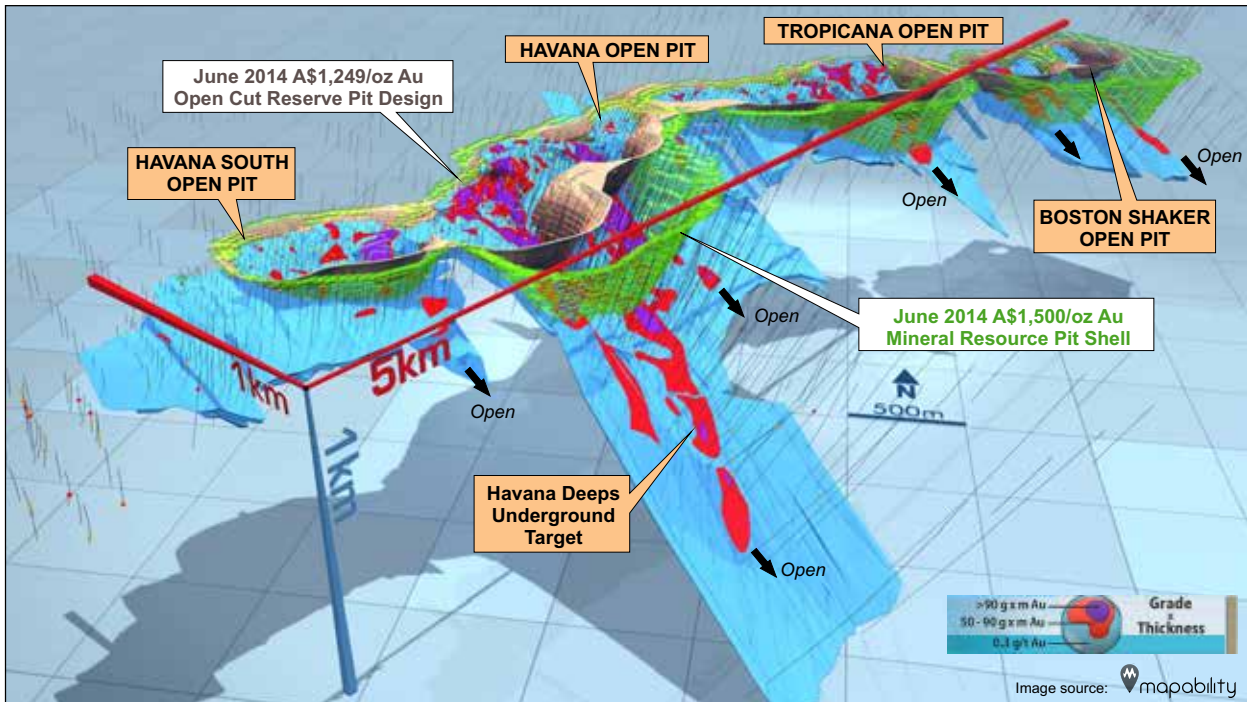 TROPICANA OPEN PIT
HAVANA OPEN PIT
June 2014 A$1,249/oz Au
Open Cut Reserve Pit Design
HAVANA SOUTH
OPEN PIT
Open
Open
BOSTON SHAKER
OPEN PIT
Open
June 2014 A$1,500/oz Au
Mineral Resource Pit Shell
1km
5km
Open
N
500m
1km
Havana Deeps
Underground
Target
Open
>90 g x m Au
50 - 90 g x m Au
0.3 g/t Au
Grade
x
Thickness
Image source: mapability